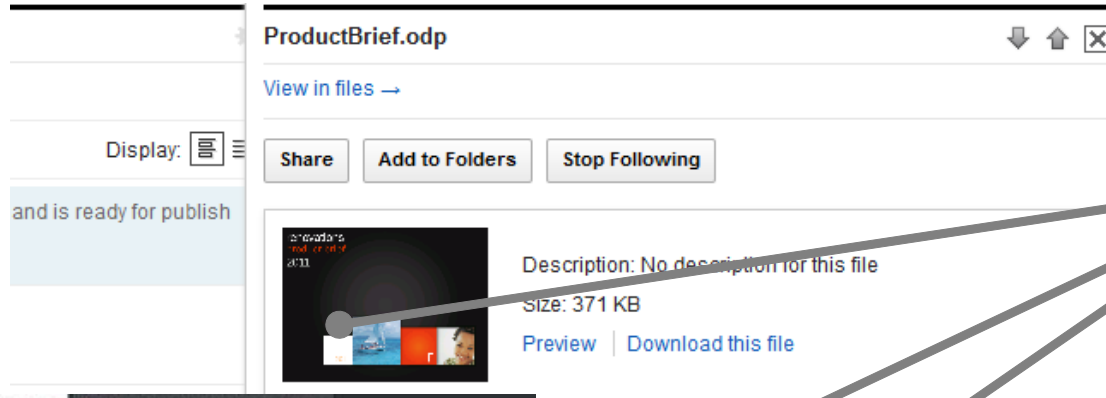 ProductBrief.odp
View in files →
Display:
Share Add to Folders Stop Following
and is ready for publish
2011
Description: No description for this file
Size: 371 KB
Preview Download this file